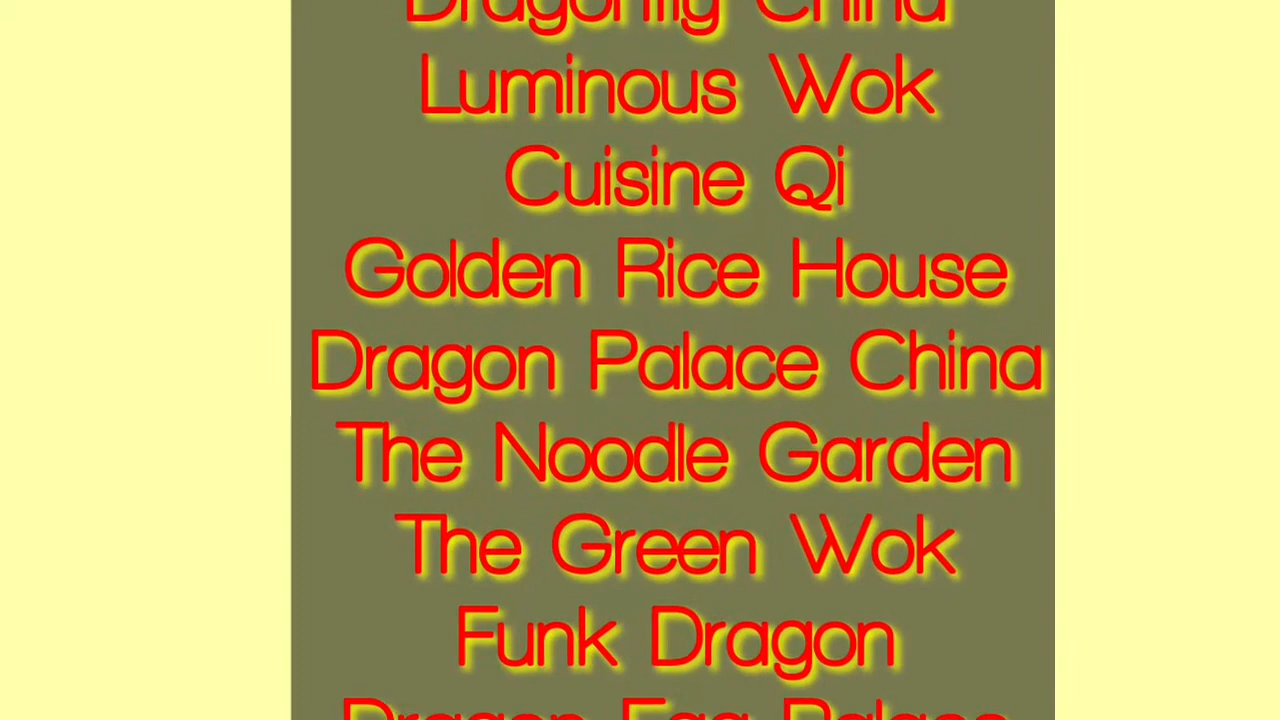 Dragonfly China
Luminous Wok
Cuisine Qi
Golden Rice House
Dragon Palace China
The Noodle Garden
The Green Wok
Funk Dragon
Dragon Egg Palace